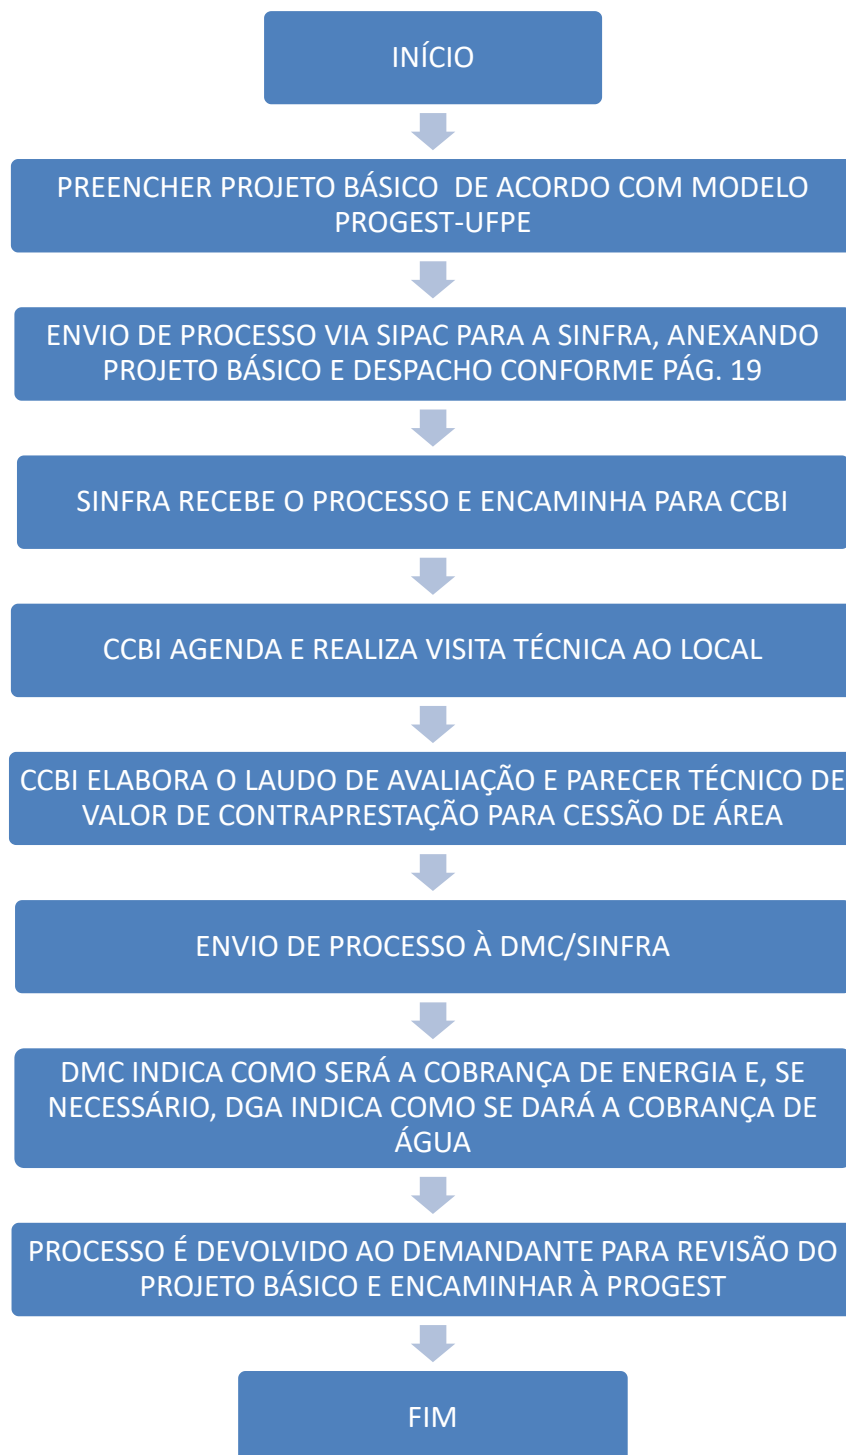 INÍCIO
PREENCHER PROJETO BÁSICO DE ACORDO COM MODELO
PROGEST-UFPE
ENVIO DE PROCESSO VIA SIPAC PARA A SINFRA, ANEXANDO
PROJETO BÁSICO E DESPACHO CONFORME PÁG. 19
SINFRA RECEBE O PROCESSO E ENCAMINHA PARA CCBI
CCBI AGENDA E REALIZA VISITA TÉCNICA AO LOCAL
CCBI ELABORA O LAUDO DE AVALIAÇÃO E PARECER TÉCNICO DE
VALOR DE CONTRAPRESTAÇÃO PARA CESSÃO DE ÁREA
ENVIO DE PROCESSO À DMC/SINFRA
DMC INDICA COMO SERÁ A COBRANÇA DE ENERGIA E, SE
NECESSÁRIO, DGA INDICA COMO SE DARÁ A COBRANÇA DE
ÁGUA
PROCESSO É DEVOLVIDO AO DEMANDANTE PARA REVISÃO DO
PROJETO BÁSICO E ENCAMINHAR À PROGEST
FIM